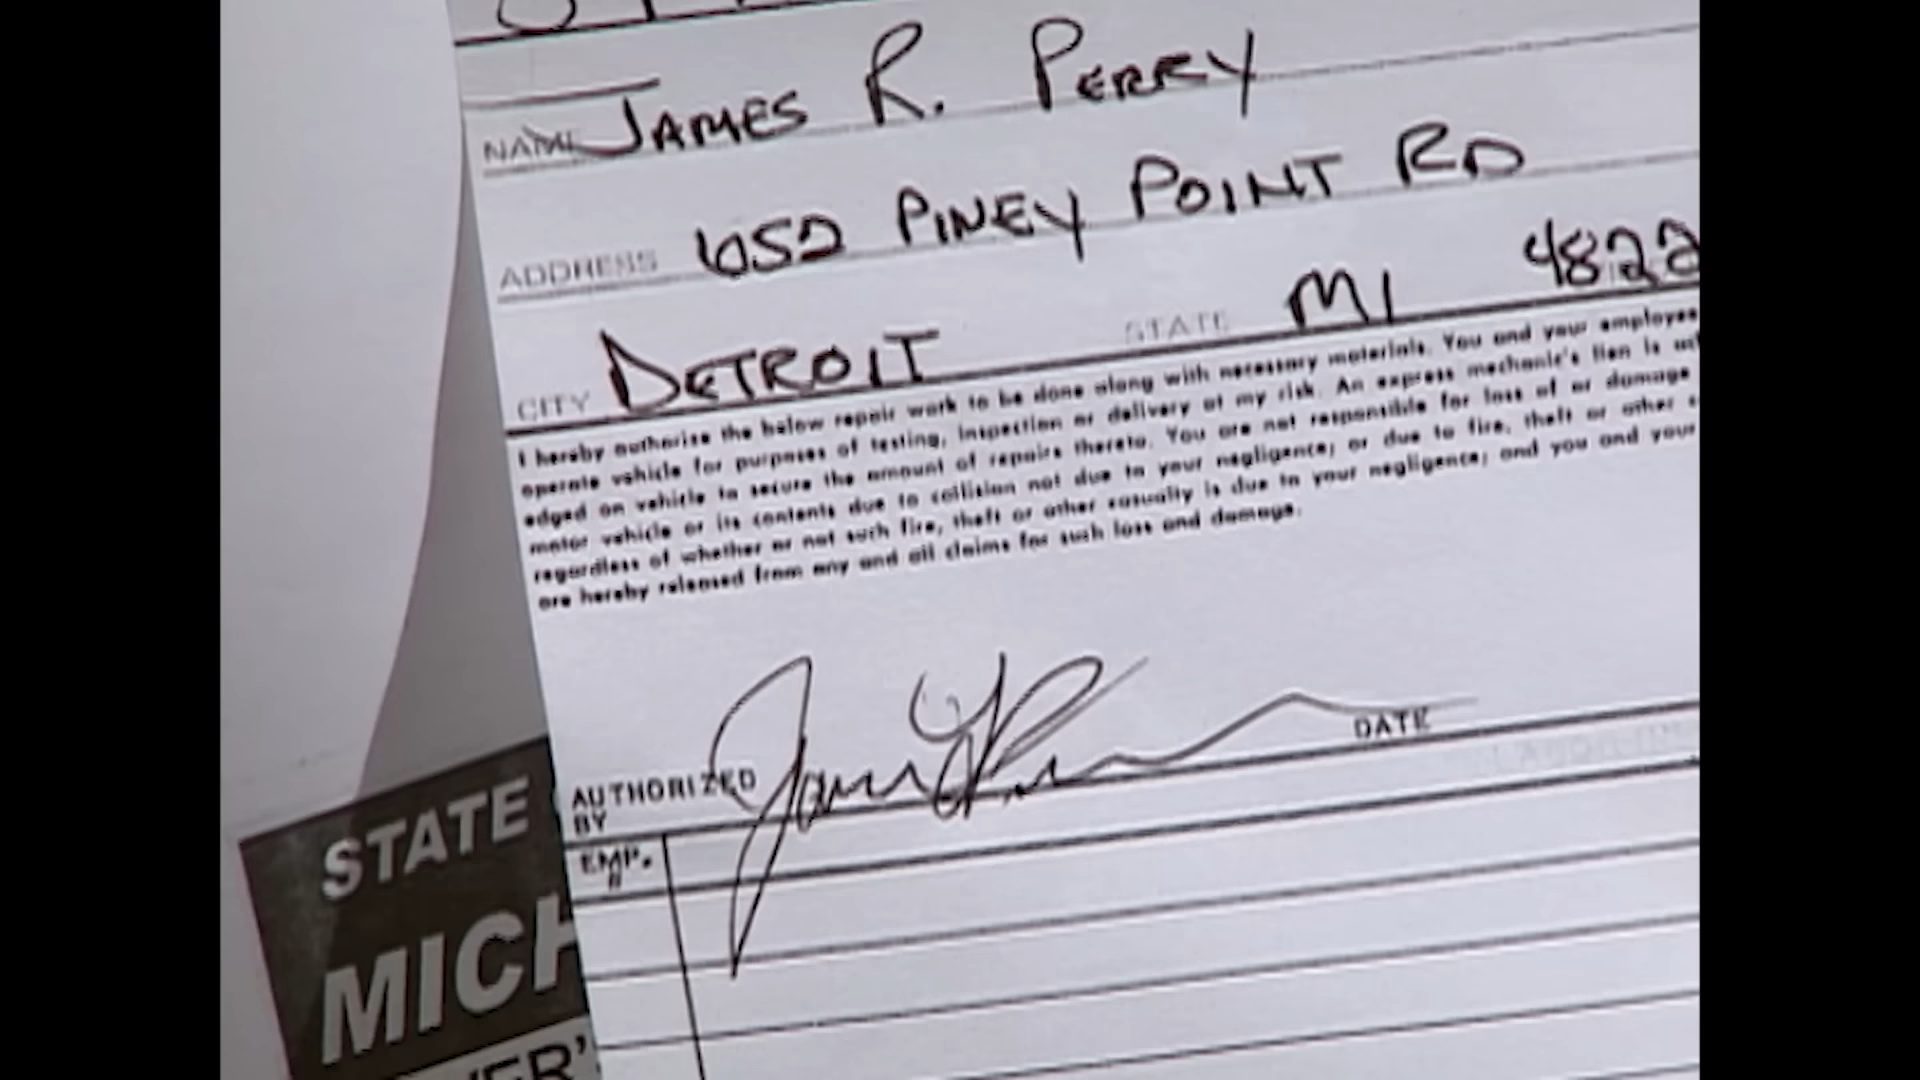 NAME JAMES R. PERRY
ADDRESS 652 PINEY POINT RD
CITY DETROIT STATE MI 4822
I hereby authorize the below repair work to be done along with necessary materials. You and your employee
operate vehicle for purposes of testing, inspection or delivery at my risk. An express mechanic's lien is
edged on vehicle to secure the amount of repairs thereto. You are not responsible for loss of or damage
motor vehicle or its contents due to collision not due to your negligence; or due to fire, theft or other
regardless of whether or not such fire, theft or other casualty is due to your negligence; and you and your
are hereby released from any and all claims for such loss and damage.
AUTHORIZED
BY
DATE
EMP.
#
STATE
MICH
VER'